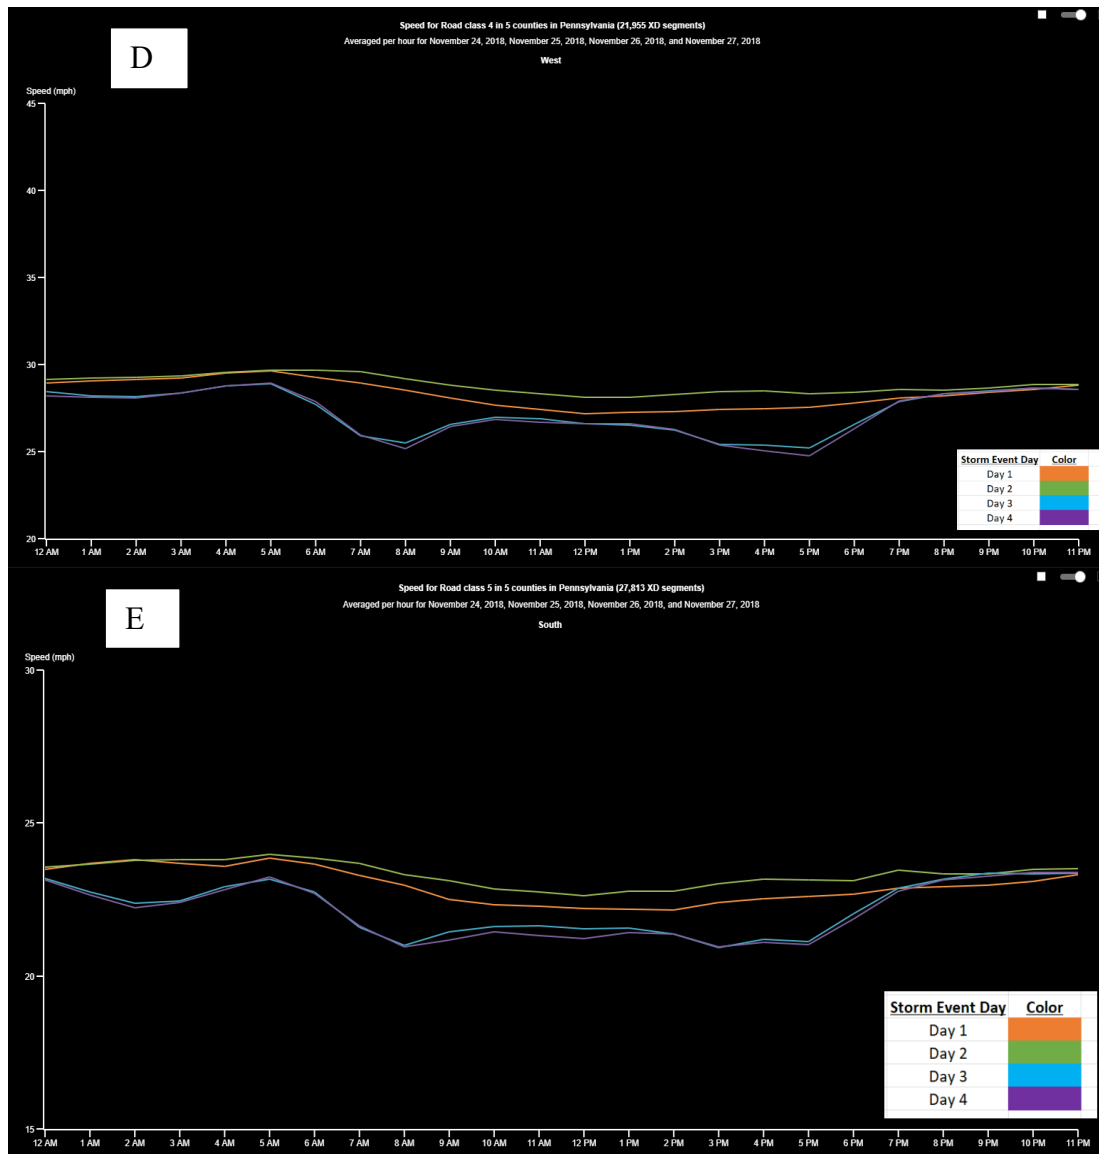 Speed for Road class 4 in 5 counties in Pennsylvania (21,955 XD segments)
Averaged per hour for November 24, 2018, November 25, 2018, November 26, 2018, and November 27, 2018
D
West
Speed (mph)
45
40
35
30
25
20
Storm Event Day Color
Day 1
Day 2
Day 3
Day 4
12 AM 1 AM 2 AM 3 AM 4 AM 5 AM 6 AM 7 AM 8 AM 9 AM 10 AM 11 AM 12 PM 1 PM 2 PM 3 PM 4 PM 5 PM 6 PM 7 PM 8 PM 9 PM 10 PM 11 PM
Speed for Road class 5 in 5 counties in Pennsylvania (27,813 XD segments)
Averaged per hour for November 24, 2018, November 25, 2018, November 26, 2018, and November 27, 2018
E
South
Speed (mph)
30
25
20
15
Storm Event Day Color
Day 1
Day 2
Day 3
Day 4
12 AM 1 AM 2 AM 3 AM 4 AM 5 AM 6 AM 7 AM 8 AM 9 AM 10 AM 11 AM 12 PM 1 PM 2 PM 3 PM 4 PM 5 PM 6 PM 7 PM 8 PM 9 PM 10 PM 11 PM